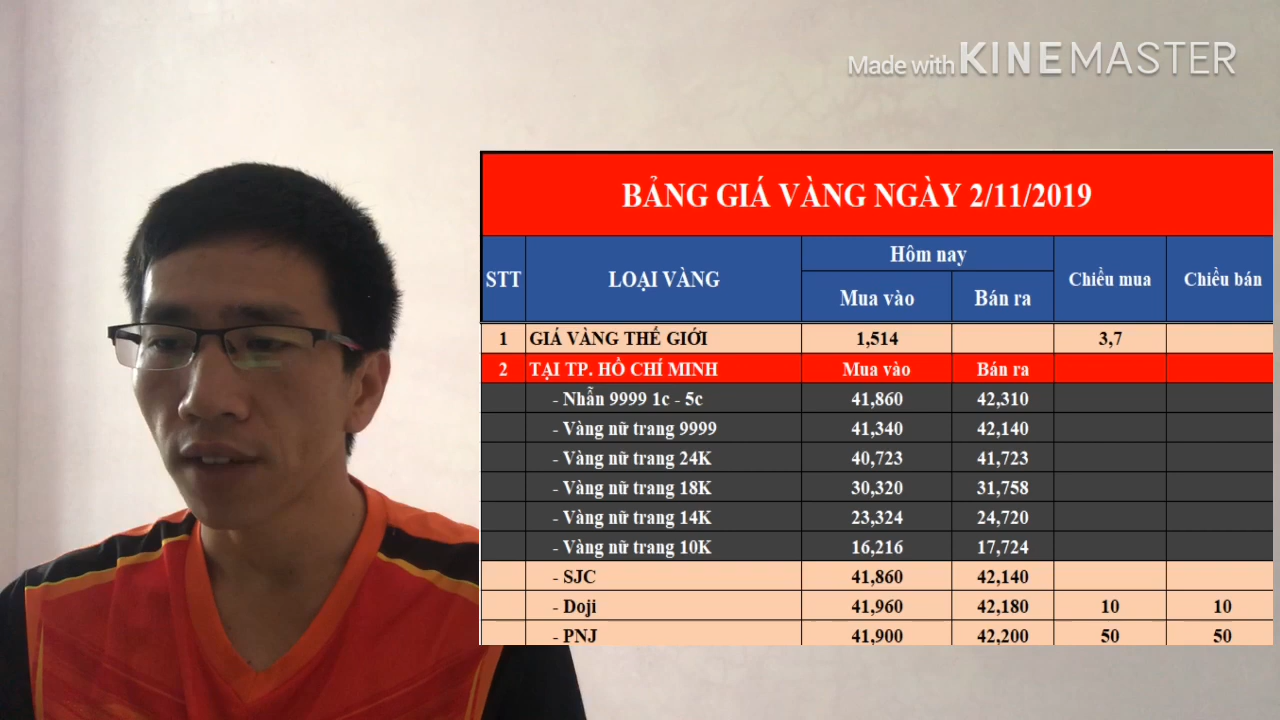 Made with KINEMASTER
BẢNG GIÁ VÀNG NGÀY 2/11/2019
STT LOẠI VÀNG Hôm nay Chiều mua Chiều bán
Mua vào Bán ra
1 GIÁ VÀNG THẾ GIỚI 1,514 3,7
2 TẠI TP. HỒ CHÍ MINH Mua vào Bán ra
- Nhẫn 9999 1c - 5c 41,860 42,310
- Vàng nữ trang 9999 41,340 42,140
- Vàng nữ trang 24K 40,723 41,723
- Vàng nữ trang 18K 30,320 31,758
- Vàng nữ trang 14K 23,324 24,720
- Vàng nữ trang 10K 16,216 17,724
- SJC 41,860 42,140
- Doji 41,960 42,180 10 10
- PNJ 41,900 42,200 50 50